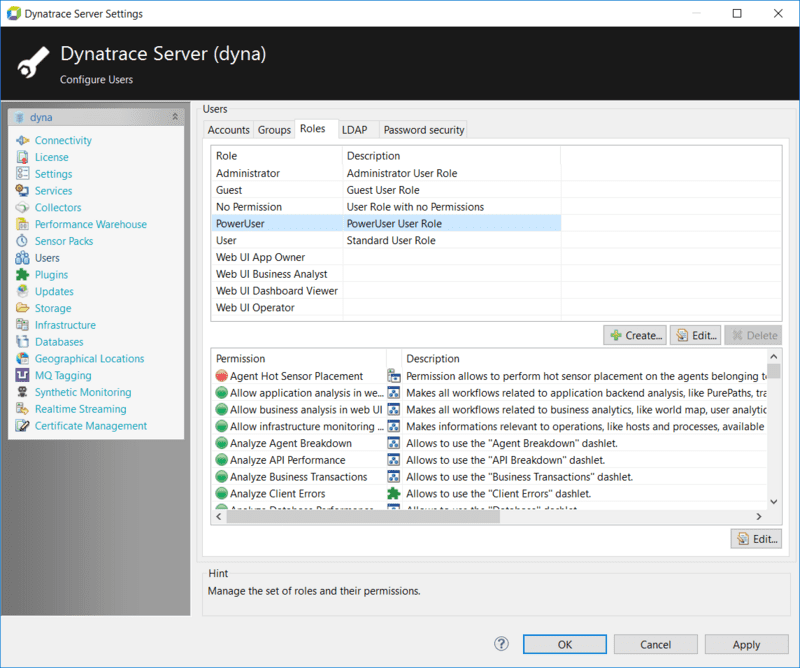 Dynatrace Server Settings
Dynatrace Server (dyna)
Configure Users
dyna
Connectivity
License
Settings
Services
Collectors
Performance Warehouse
Sensor Packs
Users
Plugins
Updates
Storage
Infrastructure
Databases
Geographical Locations
MQ Tagging
Synthetic Monitoring
Realtime Streaming
Certificate Management
Users
Accounts Groups Roles LDAP Password security
Role Description
Administrator Administrator User Role
Guest Guest User Role
No Permission User Role with no Permissions
PowerUser PowerUser User Role
User Standard User Role
Web UI App Owner
Web UI Business Analyst
Web UI Dashboard Viewer
Web UI Operator
Create... Edit... Delete
Permission Description
Agent Hot Sensor Placement Permission allows to perform hot sensor placement on the agents belonging to
Allow application analysis in we... Makes all workflows related to application backend analysis, like PurePaths, tra
Allow business analysis in web UI Makes all workflows related to business analytics, like world map, user analytic
Allow infrastructure monitoring ... Makes informations relevant to operations, like hosts and processes, available
Analyze Agent Breakdown Allows to use the "Agent Breakdown" dashlet.
Analyze API Performance Allows to use the "API Breakdown" dashlet.
Analyze Business Transactions Allows to use the "Business Transactions" dashlet.
Analyze Client Errors Allows to use the "Client Errors" dashlet.
Analyze Database Performance Allows to use the "Database" dashlet.
Edit...
Hint
Manage the set of roles and their permissions.
? OK Cancel Apply